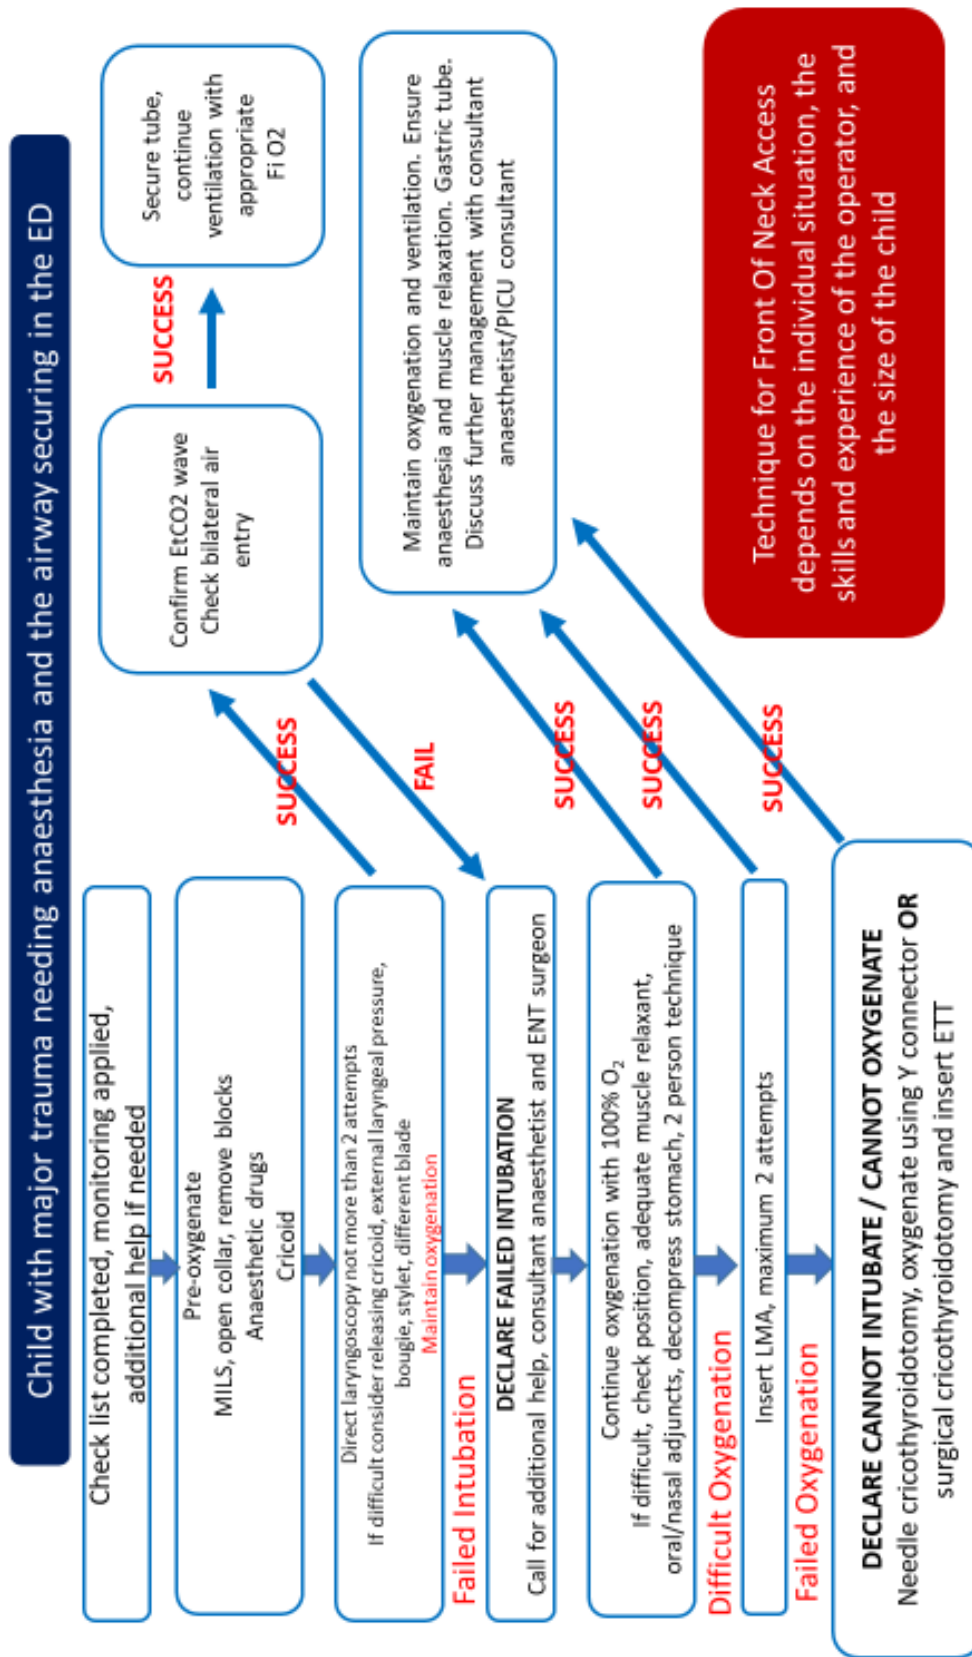 Child with major trauma needing anaesthesia and the airway securing in the ED
Check list completed, monitoring applied,
additional help if needed
Pre-oxygenate
MILS, open collar, remove blocks
Anaesthetic drugs
Cricoid
Direct laryngoscopy not more than 2 attempts
If difficult consider releasing cricoid, external laryngeal pressure,
bougie, stylet, different blade
Maintain oxygenation
SUCCESS
Confirm EtCO2 wave
Check bilateral air
entry
SUCCESS
Secure tube,
continue
ventilation with
appropriate
Fi O2
FAIL
Failed Intubation
DECLARE FAILED INTUBATION
Call for additional help, consultant anaesthetist and ENT surgeon
Continue oxygenation with 100% O2
If difficult, check position, adequate muscle relaxant,
oral/nasal adjuncts, decompress stomach, 2 person technique
SUCCESS
Maintain oxygenation and ventilation. Ensure
anaesthesia and muscle relaxation. Gastric tube.
Discuss further management with consultant
anaesthetist/PICU consultant
Difficult Oxygenation
Insert LMA, maximum 2 attempts
SUCCESS
Failed Oxygenation
DECLARE CANNOT INTUBATE / CANNOT OXYGENATE
Needle cricothyroidotomy, oxygenate using Y connector OR
surgical cricothyroidotomy and insert ETT
SUCCESS
Technique for Front Of Neck Access
depends on the individual situation, the
skills and experience of the operator, and
the size of the child